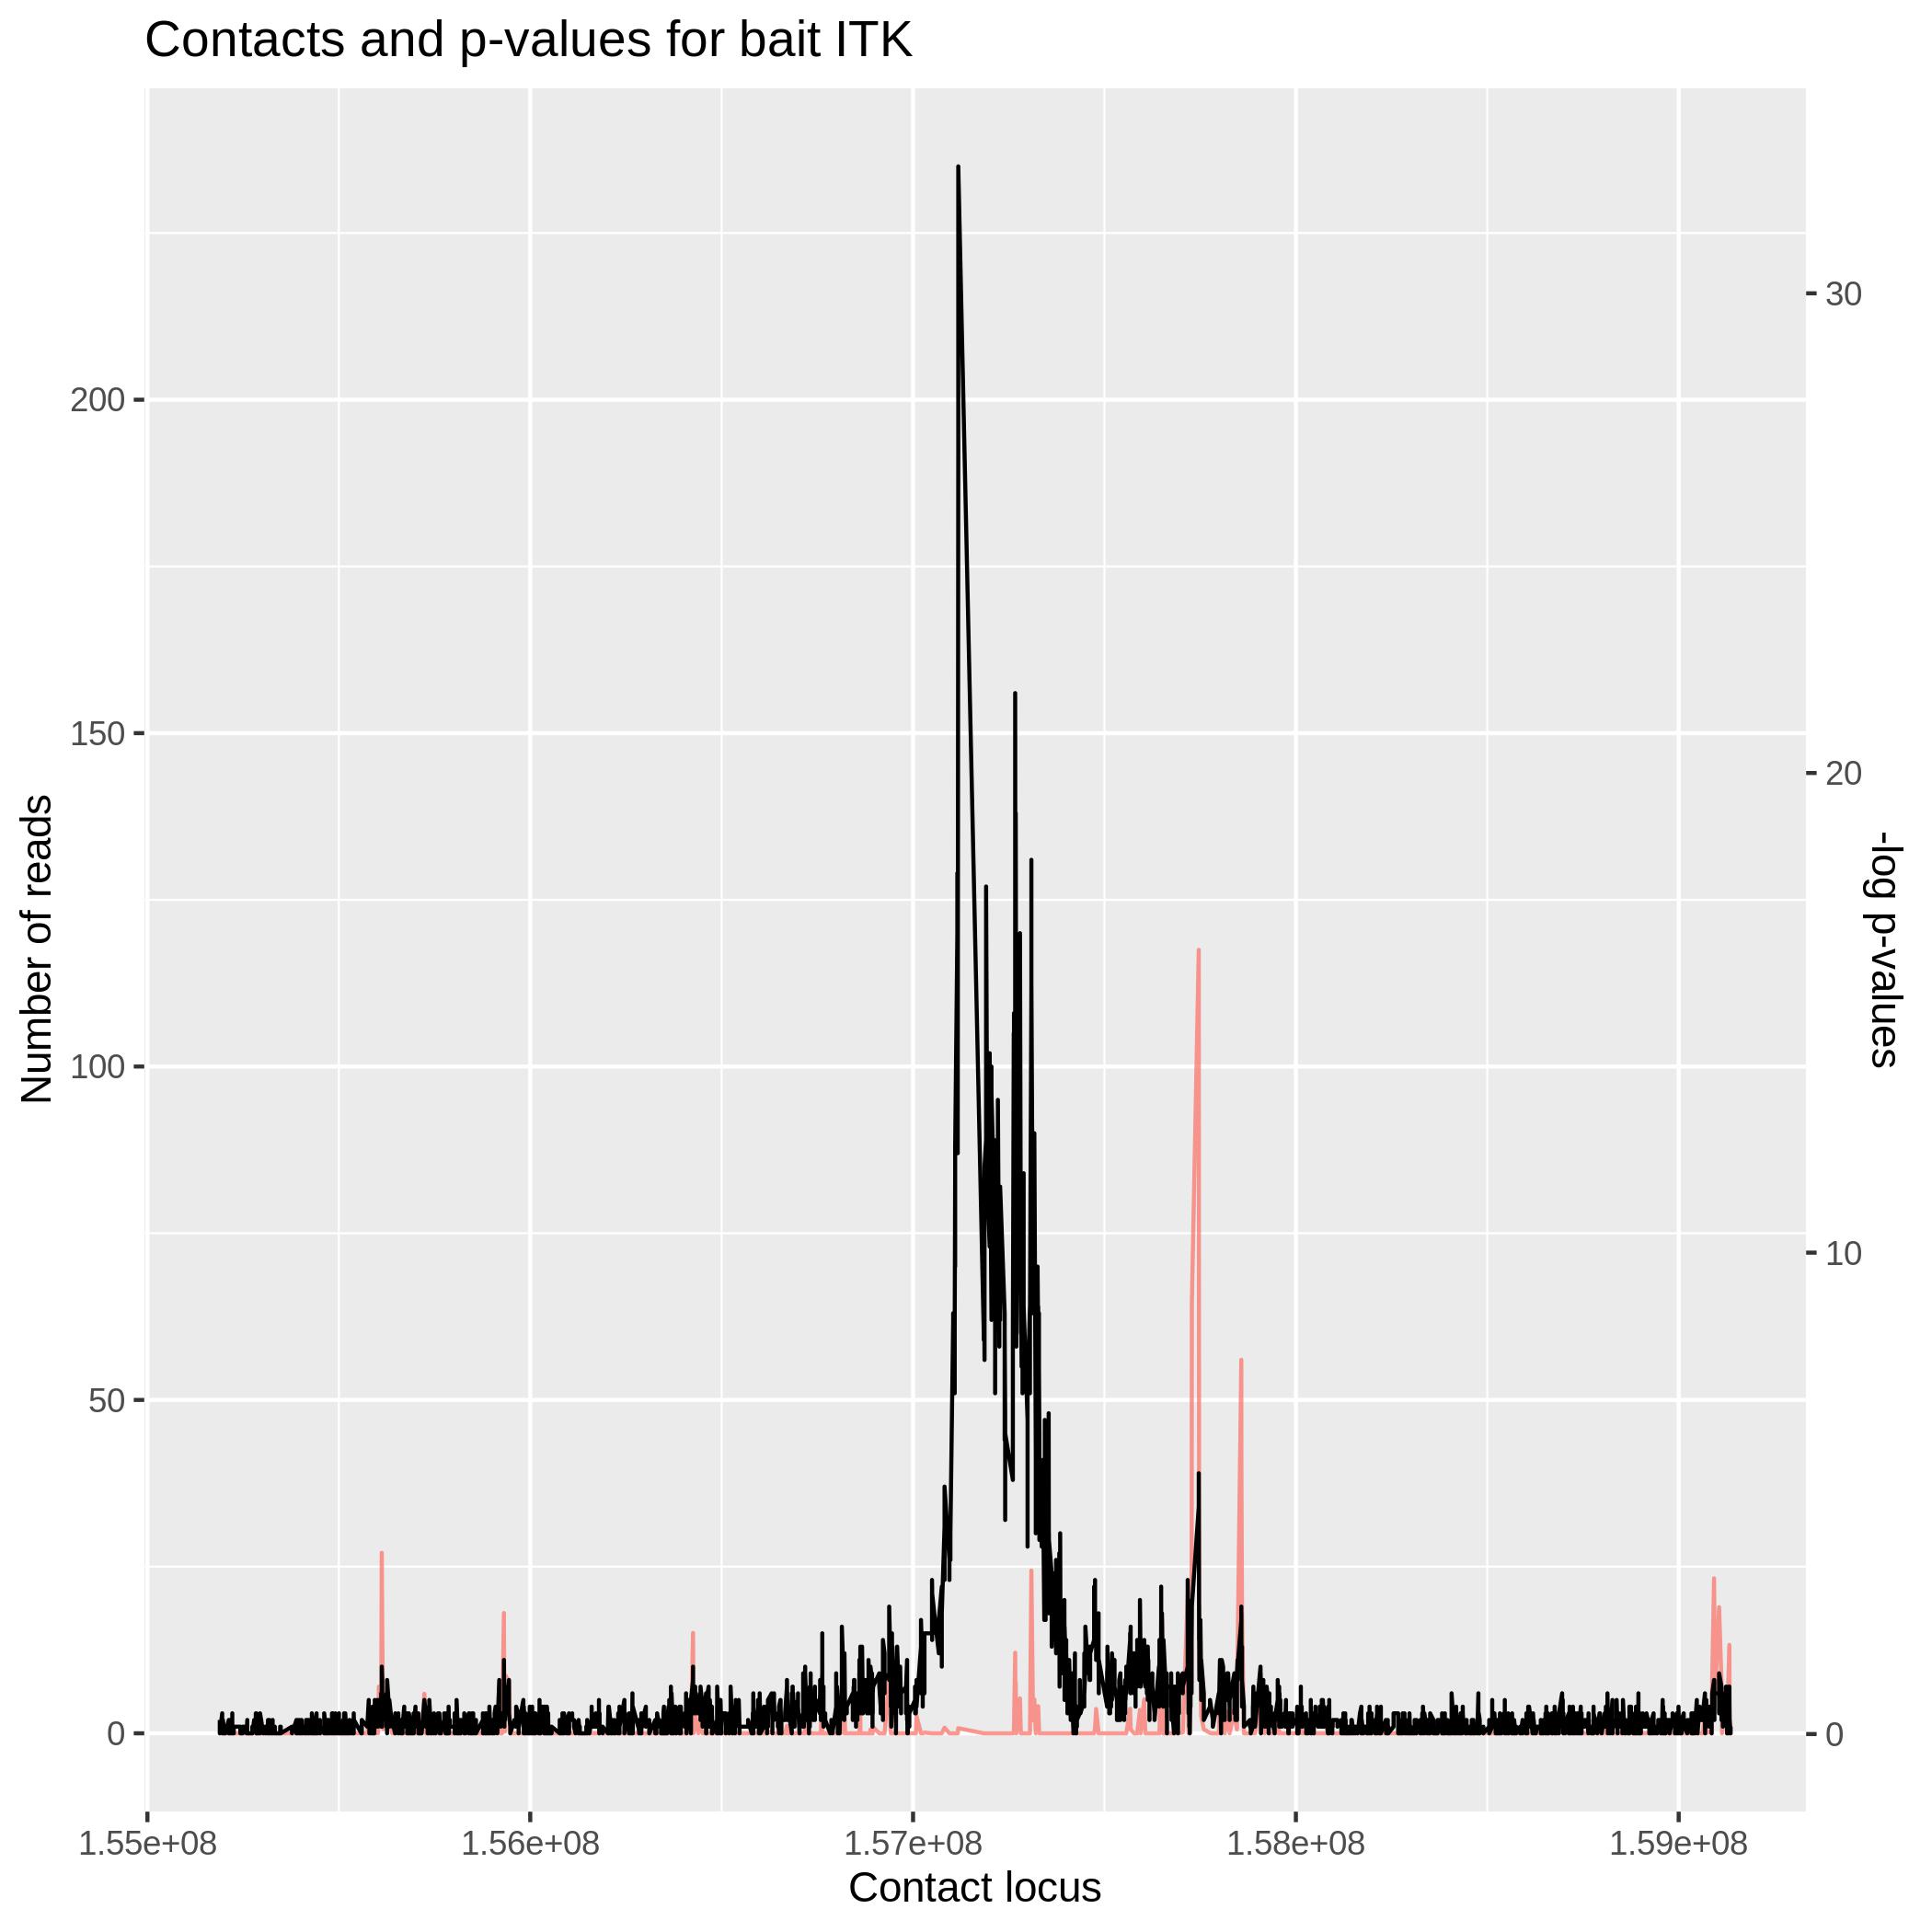 Contacts and p-values for bait ITK
Number of reads
200
150
100
50
0
30
20
10
0
-log p-values
1.55e+08 1.56e+08 1.57e+08 1.58e+08 1.59e+08
Contact locus